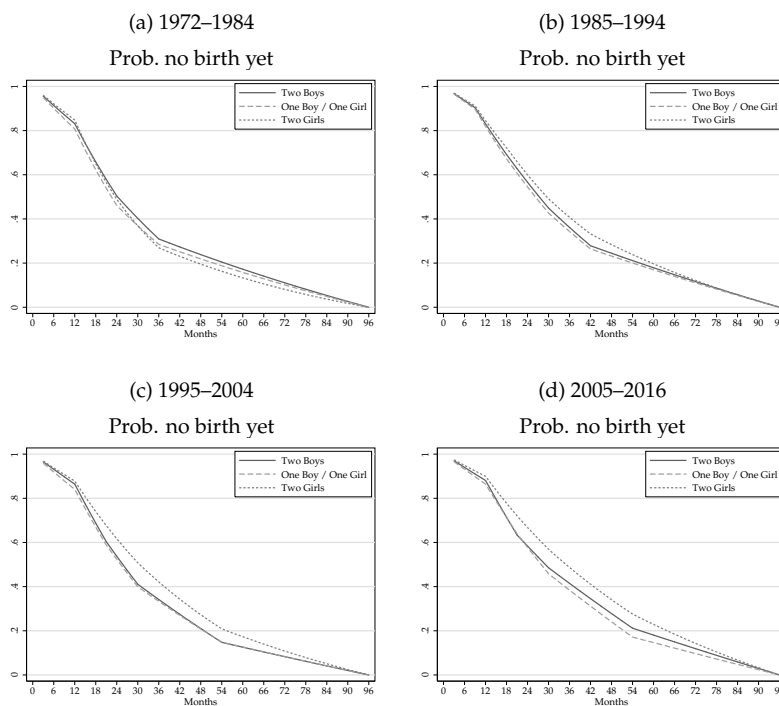 (a) 1972–1984
Prob. no birth yet
Two Boys
One Boy / One Girl
Two Girls
0 .2 .4 .6 .8 1
0 6 12 18 24 30 36 42 48 54 60 66 72 78 84 90 96
Months
(b) 1985–1994
Prob. no birth yet
Two Boys
One Boy / One Girl
Two Girls
0 .2 .4 .6 .8 1
0 6 12 18 24 30 36 42 48 54 60 66 72 78 84 90 96
Months
(c) 1995–2004
Prob. no birth yet
Two Boys
One Boy / One Girl
Two Girls
0 .2 .4 .6 .8 1
0 6 12 18 24 30 36 42 48 54 60 66 72 78 84 90 96
Months
(d) 2005–2016
Prob. no birth yet
Two Boys
One Boy / One Girl
Two Girls
0 .2 .4 .6 .8 1
0 6 12 18 24 30 36 42 48 54 60 66 72 78 84 90 96
Months